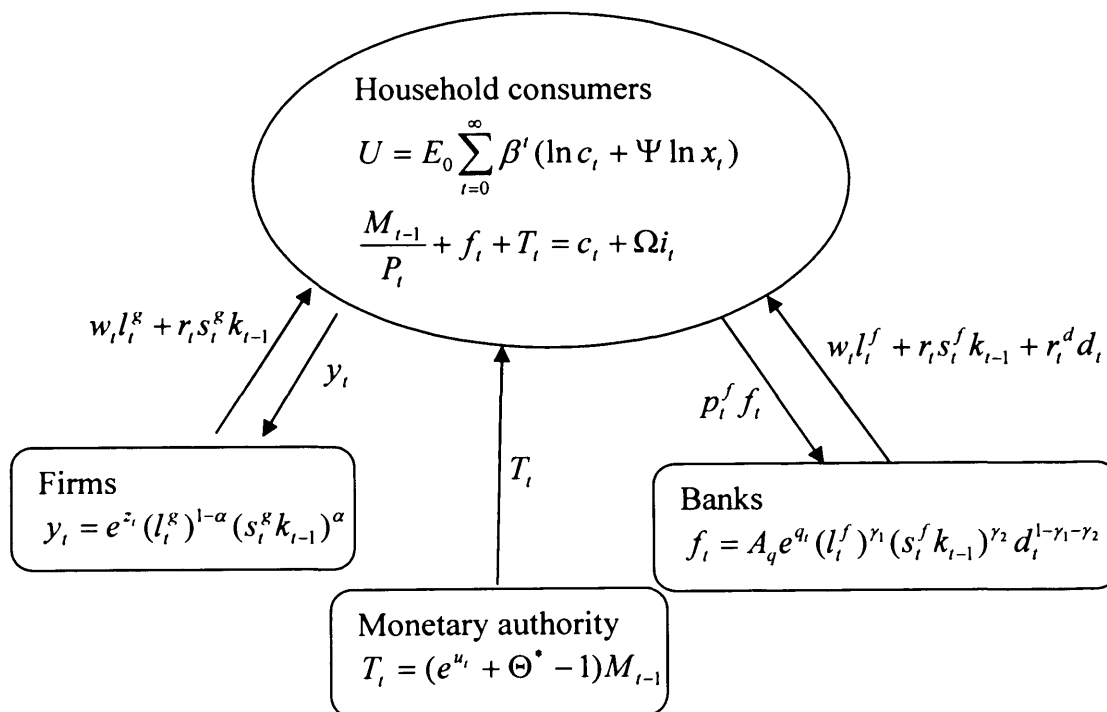 Household consumers
U = E_0 \sum_{t=0}^{\infty} \beta^t (\ln c_t + \Psi \ln x_t)
\frac{M_{t-1}}{P_t} + f_t + T_t = c_t + \Omega i_t
w_t l_t^g + r_t s_t^g k_{t-1}
y_t
T_t
p_t^f f_t
w_t l_t^f + r_t s_t^f k_{t-1} + r_t^d d_t
Firms
y_t = e^{z_t} (l_t^g)^{1-\alpha} (s_t^g k_{t-1})^{\alpha}
Banks
f_t = A_q e^{q_t} (l_t^f)^{\gamma_1} (s_t^f k_{t-1})^{\gamma_2} d_t^{1-\gamma_1-\gamma_2}
Monetary authority
T_t = (e^{u_t} + \Theta^* - 1) M_{t-1}